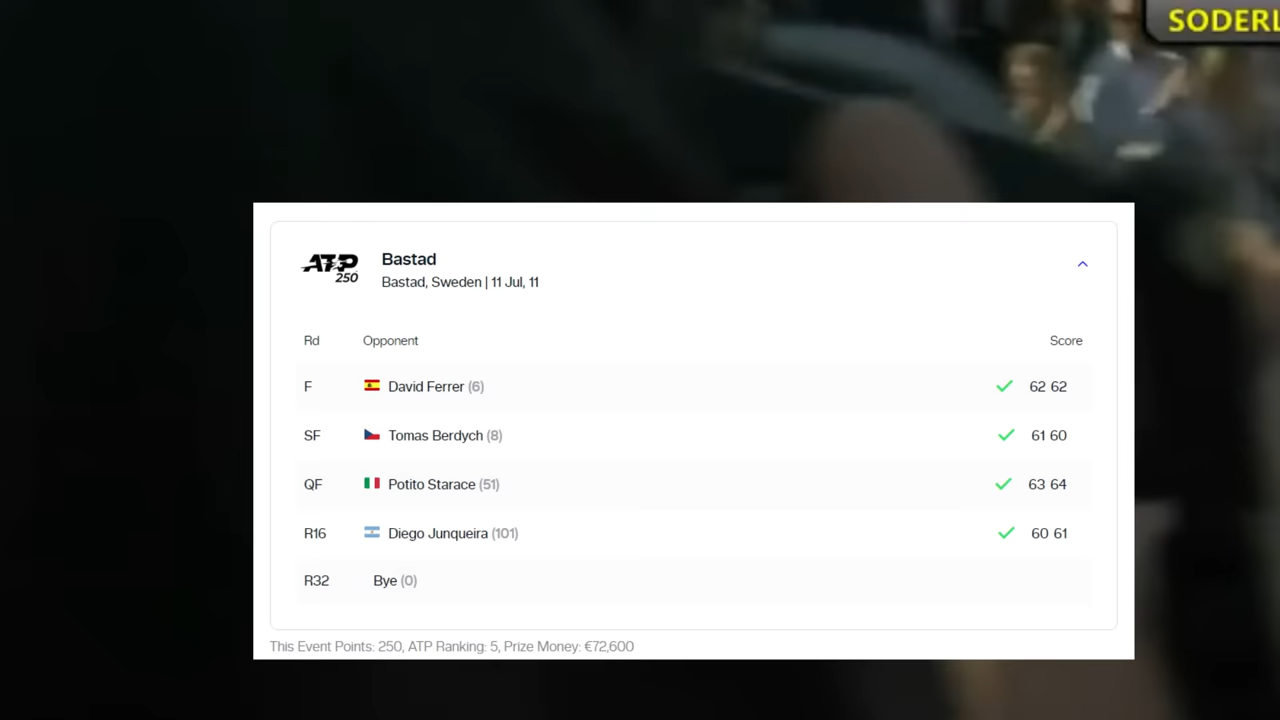 SODERL
ATP 250
Bastad
Bastad, Sweden | 11 Jul, 11
Rd Opponent Score
F David Ferrer (6) 62 62
SF Tomas Berdych (8) 61 60
QF Potito Starace (51) 63 64
R16 Diego Junqueira (101) 60 61
R32 Bye (0)
This Event Points: 250, ATP Ranking: 5, Prize Money: €72,600